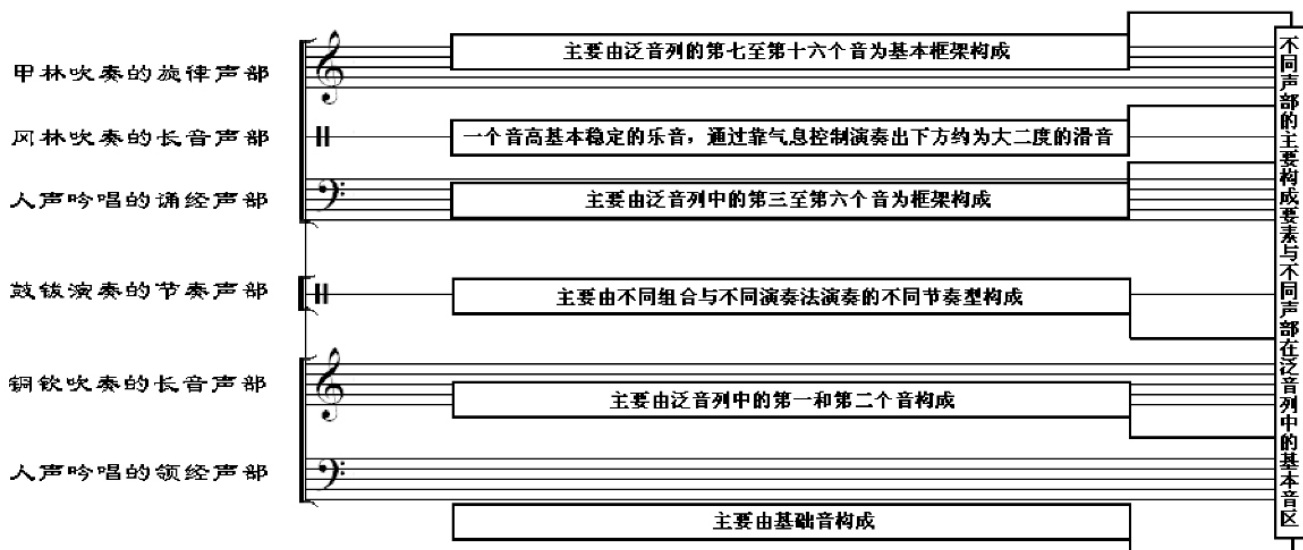 甲林吹奏的旋律声部
主要由泛音列的第七至第十六个音为基本框架构成
冈林吹奏的长音声部
一个音高基本稳定的乐音，通过靠气息控制演奏出下方约为大二度的滑音
人声吟唱的诵经声部
主要由泛音列中的第三至第六个音为框架构成
鼓钹演奏的节奏声部
主要由不同组合与不同演奏法演奏的不同节奏型构成
铜钦吹奏的长音声部
主要由泛音列中的第一和第二个音构成
人声吟唱的领经声部
主要由基础音构成
不同声部的主要构成要素与不同声部在泛音列中的基本音区